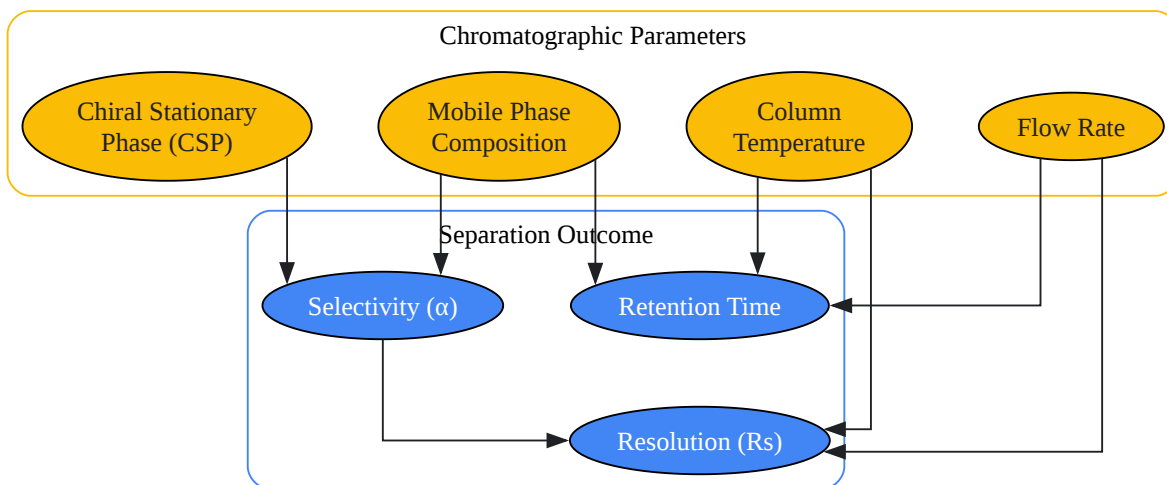 Chromatographic Parameters
Chiral Stationary
Phase (CSP)
Mobile Phase
Composition
Column
Temperature
Flow Rate
Separation Outcome
Selectivity (α)
Retention Time
Resolution (Rs)